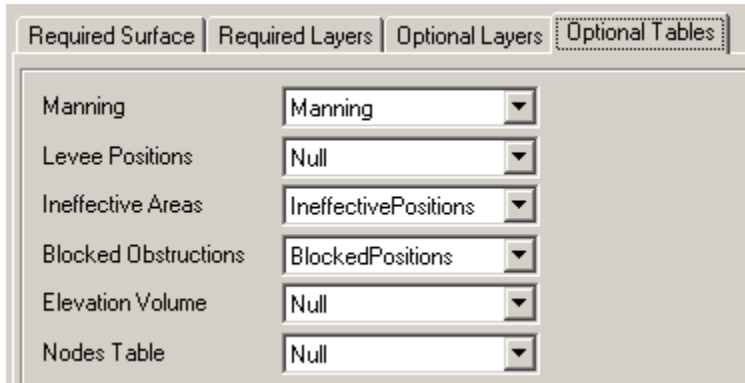 Required Surface Required Layers Optional Layers Optional Tables
Manning Manning
Levee Positions Null
Ineffective Areas IneffectivePositions
Blocked Obstructions BlockedPositions
Elevation Volume Null
Nodes Table Null